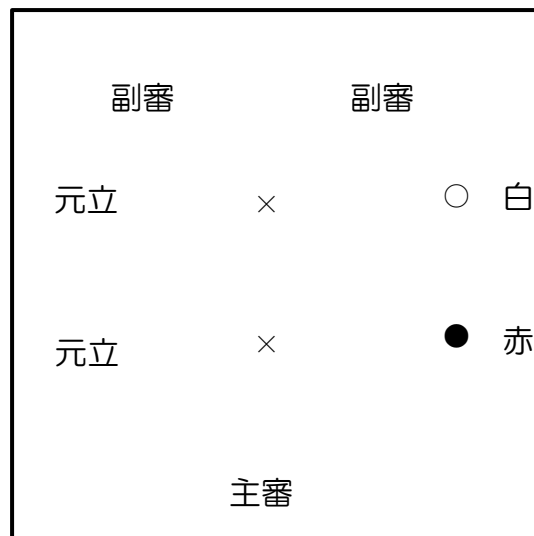 副審 副審
元立 × ○ 白
元立 × ● 赤
主審